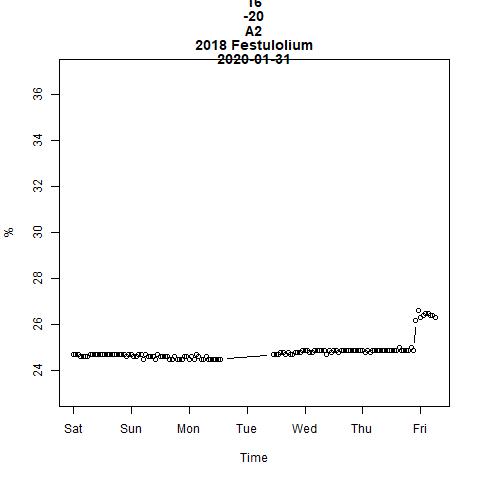 16
-20
A2
2018 Festulolium
2020-01-31
36
34
32
30
28
26
24
%
Sat Sun Mon Tue Wed Thu Fri
Time